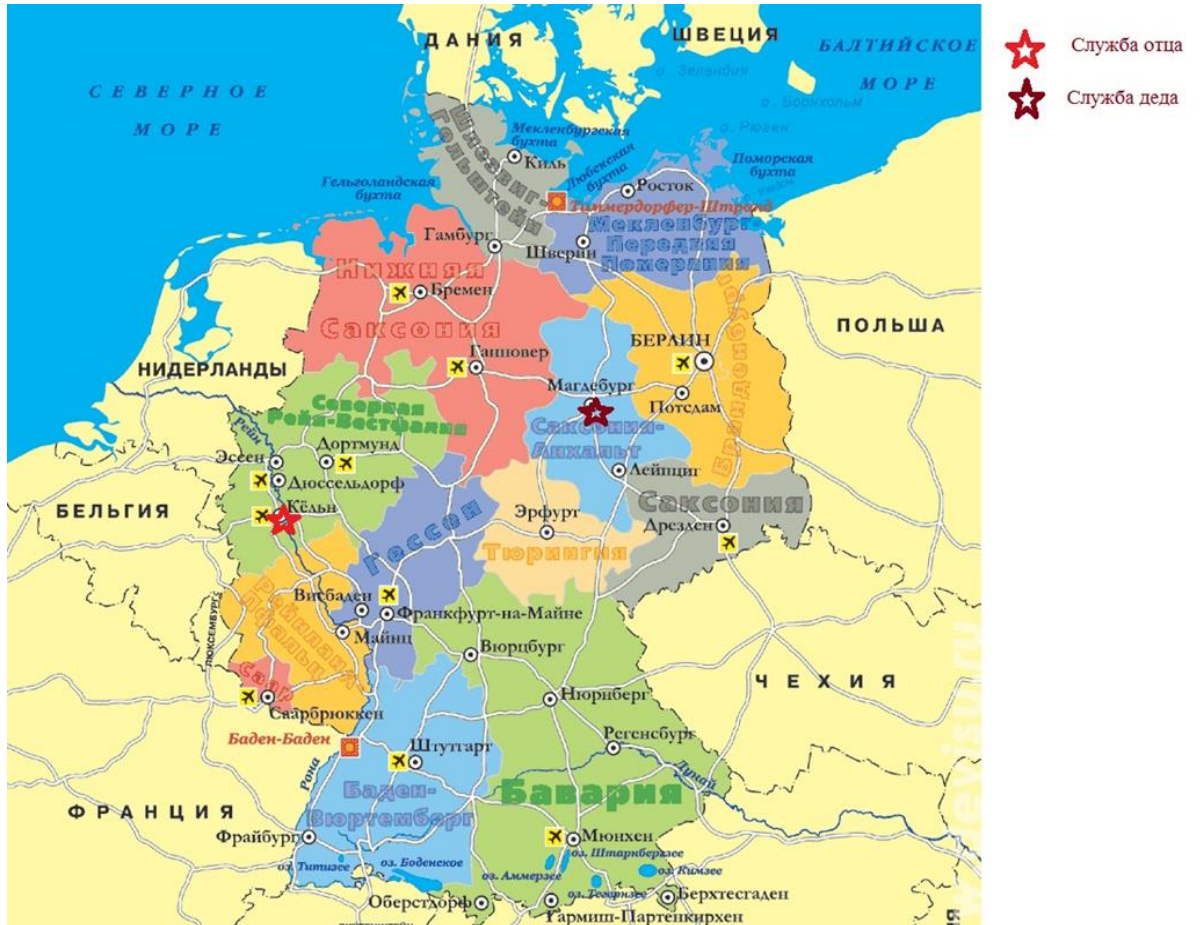 ДАНИЯ
ШВЕЦИЯ
БАЛТИЙСКОЕ
МОРЕ
СЕВЕРНОЕ
МОРЕ
о. Зеландия
о. Борнхольм
о. Рюген
Служба отца
Служба деда
Шлезвиг-
Гольштейн
Мекленбургская
бухта
Киль
Любекская
бухта
Поморская
бухта
Гельголандская
бухта
Росток
Тиммердорфер-Штранд
Мекленбург
Передняя
Померания
Гамбург
Шверин
Нижняя
Саксония
Бремен
Ганновер
БЕРЛИН
Бранденбург
ПОЛЬША
НИДЕРЛАНДЫ
Магдебург
Потсдам
Северная
Рейн-Вестфалия
Саксония-
Анхальт
Рейн
Эссен
Дортмунд
Дюссельдорф
Лейпциг
БЕЛЬГИЯ
Кёльн
Гессен
Эрфурт
Тюрингия
Саксония
Дрезден
Рейнланд
Пфальц
Висбаден
Франкфурт-на-Майне
Майнц
ЛЮКСЕМБУРГ
Вюрцбург
Саар
Саарбрюккен
ЧЕХИЯ
Нюрнберг
Баден-Баден
Регенсбург
Рона
Штутгарт
Дунай
ФРАНЦИЯ
Баден-
Вюртемберг
Бавария
Фрайбург
Мюнхен
оз. Титизее
оз. Боденское
оз. Штарнбергзее
оз. Аммерзее
оз. Кимзее
оз. Тегернзее
Оберстдорф
Берхтесгаден
Гармиш-Партенкирхен